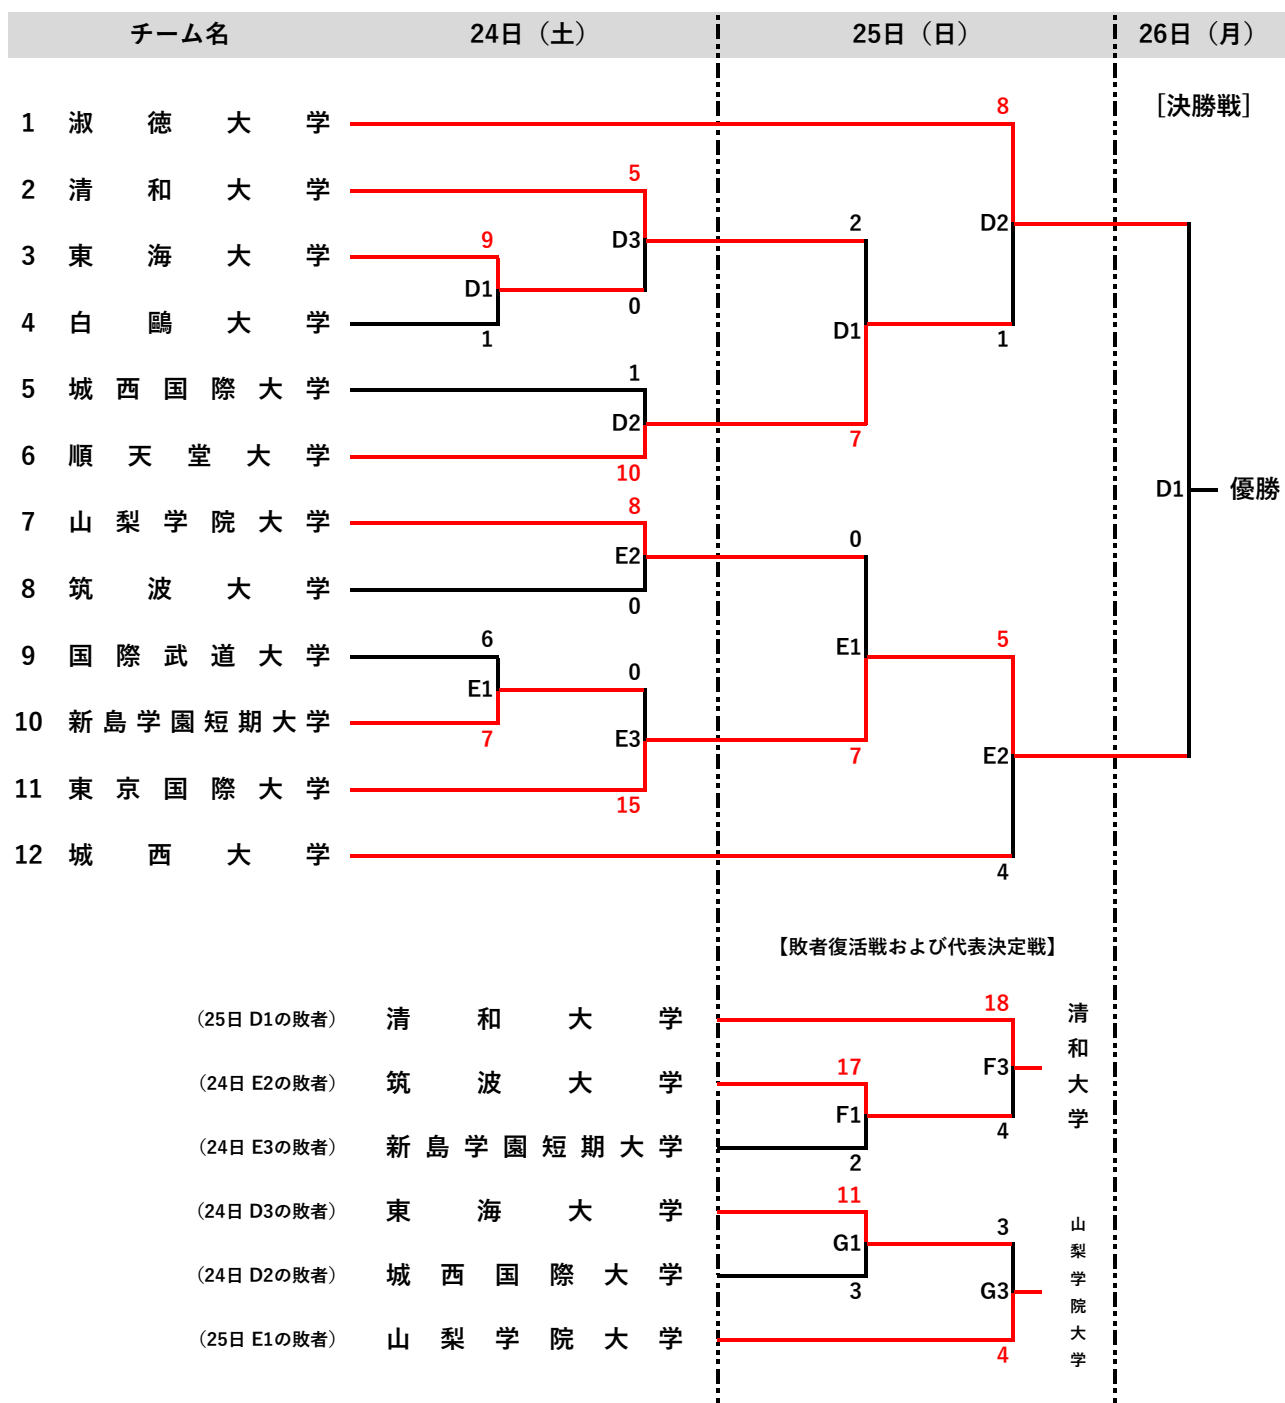 チーム名 24日（土） 25日（日） 26日（月）
8 ［決勝戦］
1 淑徳大学
5
2 清和大学
2 D2
9 D3
3 東海大学
D1
0
4 白鷗大学
1 D1 1
1
5 城西国際大学
D2
7
6 順天堂大学
10
D1 優勝
8
7 山梨学院大学
0
E2
8 筑波大学
0
6 E1 5
9 国際武道大学
0
E1
10 新島学園短期大学
7 E3
7 E2
11 東京国際大学
15
12 城西大学
4
【敗者復活戦および代表決定戦】
18 清和大学
（25日 D1の敗者） 清和大学
17 F3
（24日 E2の敗者） 筑波大学
F1
4
（24日 E3の敗者） 新島学園短期大学
2
11
（24日 D3の敗者） 東海大学
3 山梨学院大学
G1
（24日 D2の敗者） 城西国際大学
3 G3
（25日 E1の敗者） 山梨学院大学
4